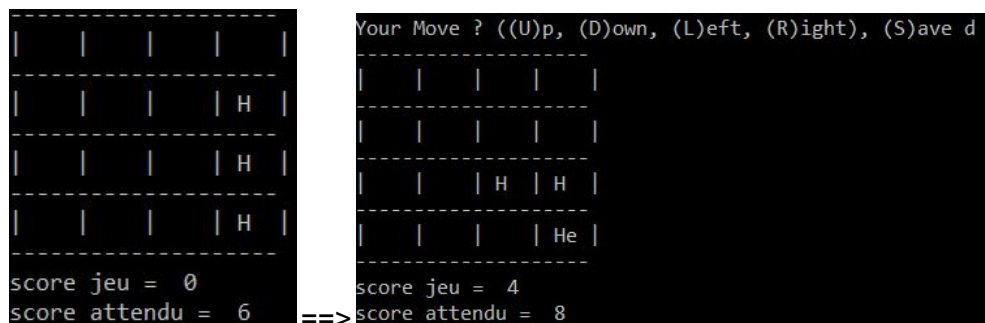 H
H
H
score jeu = 0
score attendu = 6
==>
Your Move ? ((U)p, (D)own, (L)eft, (R)ight), (S)ave d
H H
He
score jeu = 4
score attendu = 8